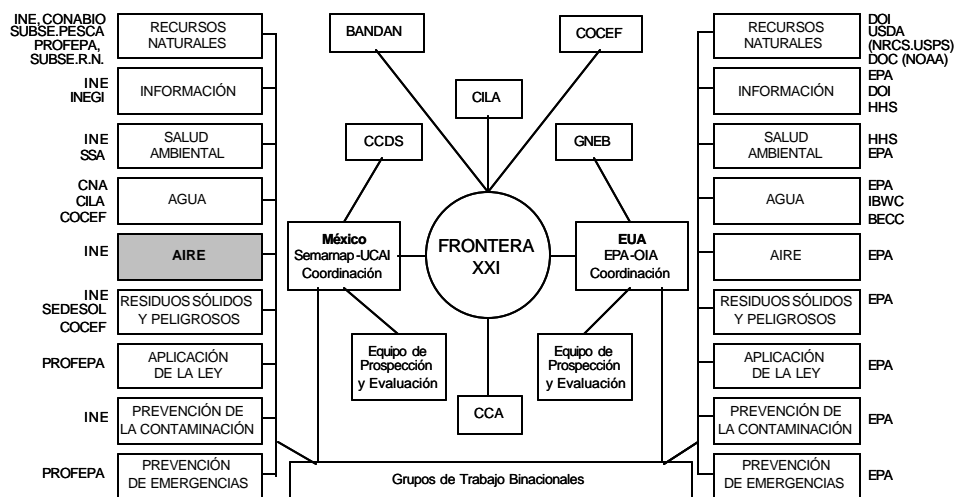 INE, CONABIO
SUBSE.PESCA
PROFEPA,
SUBSE.R.N.
RECURSOS
NATURALES
INE
INEGI
INFORMACIÓN
INE
SSA
SALUD
AMBIENTAL
CNA
CILA
COCEF
AGUA
INE
AIRE
INE
SEDESOL
COCEF
RESIDUOS SÓLIDOS
Y PELIGROSOS
PROFEPA
APLICACIÓN
DE LA LEY
INE
PREVENCIÓN DE
LA CONTAMINACIÓN
PROFEPA
PREVENCIÓN
DE EMERGENCIAS
BANDAN
COCEF
CILA
CCDS
GNEB
México
Semarnap-UCAI
Coordinación
FRONTERA
XXI
EUA
EPA-OIA
Coordinación
Equipo de
Prospección
y Evaluación
Equipo de
Prospección
y Evaluación
CCA
Grupos de Trabajo Binacionales
RECURSOS
NATURALES
DOI
USDA
(NRCS.USPS)
DOC (NOAA)
INFORMACIÓN
EPA
DOI
HHS
SALUD
AMBIENTAL
HHS
EPA
AGUA
EPA
IBWC
BECC
AIRE
EPA
RESIDUOS SÓLIDOS
Y PELIGROSOS
EPA
APLICACIÓN
DE LA LEY
EPA
PREVENCIÓN DE
LA CONTAMINACIÓN
EPA
PREVENCIÓN
DE EMERGENCIAS
EPA